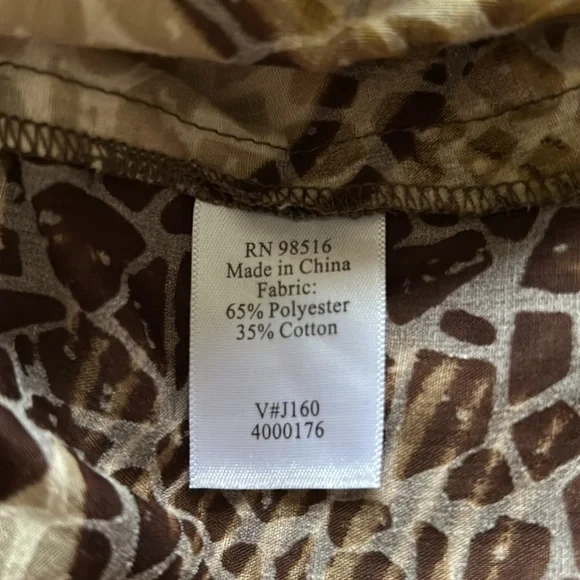 RN 98516
Made in China
Fabric:
65% Polyester
35% Cotton
V#J160
4000176